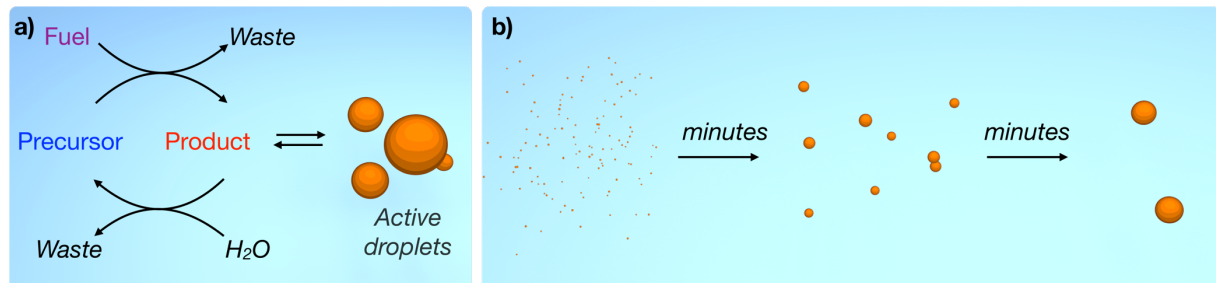 a)
Fuel
Waste
Precursor
Product
Waste
H₂O
Active
droplets
b)
minutes
minutes